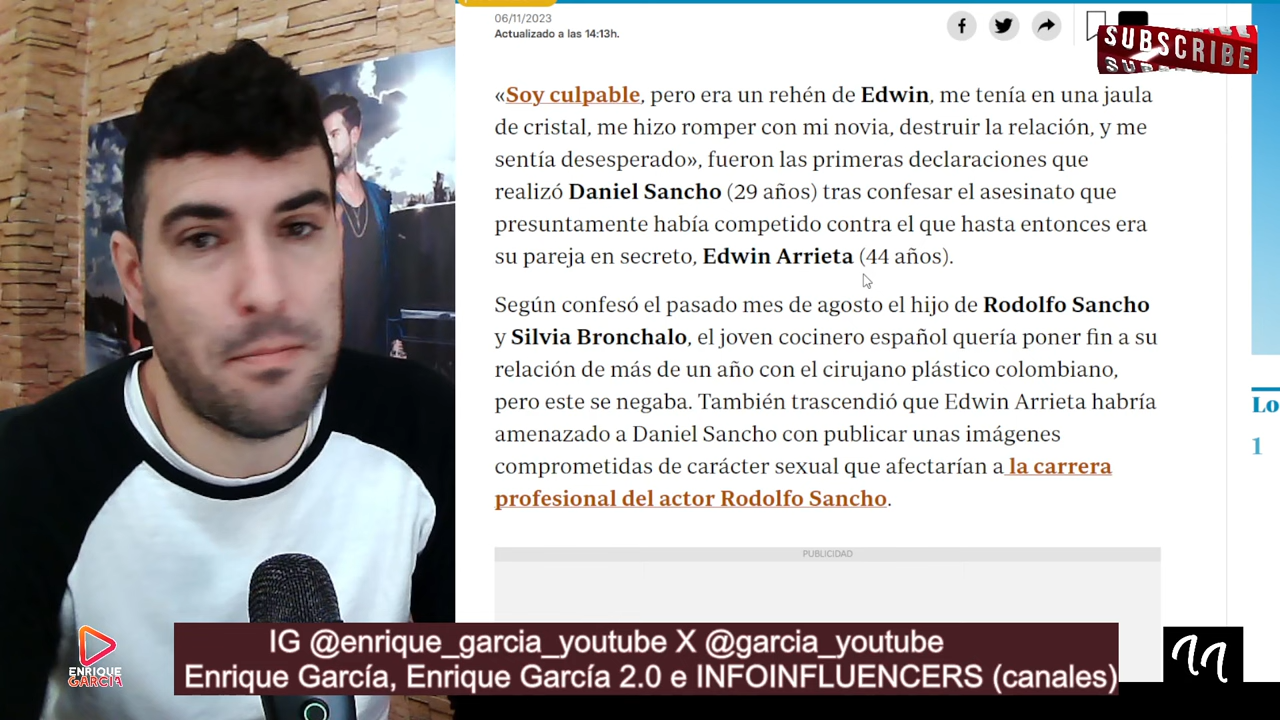 06/11/2023
Actualizado a las 14:13h.
SUBSCRIBE
«Soy culpable, pero era un rehén de Edwin, me tenía en una jaula
de cristal, me hizo romper con mi novia, destruir la relación, y me
sentía desesperado», fueron las primeras declaraciones que
realizó Daniel Sancho (29 años) tras confesar el asesinato que
presuntamente había competido contra el que hasta entonces era
su pareja en secreto, Edwin Arrieta (44 años).
Según confesó el pasado mes de agosto el hijo de Rodolfo Sancho
y Silvia Bronchalo, el joven cocinero español quería poner fin a su
relación de más de un año con el cirujano plástico colombiano,
pero este se negaba. También trascendió que Edwin Arrieta habría
amenazado a Daniel Sancho con publicar unas imágenes
comprometidas de carácter sexual que afectarían a la carrera
profesional del actor Rodolfo Sancho.
Lo
1
PUBLICIDAD
IG @enrique_garcia_youtube X @garcia_youtube
Enrique García, Enrique García 2.0 e INFOINFLUENCERS (canales)
ENRIQUE
GARCÍA